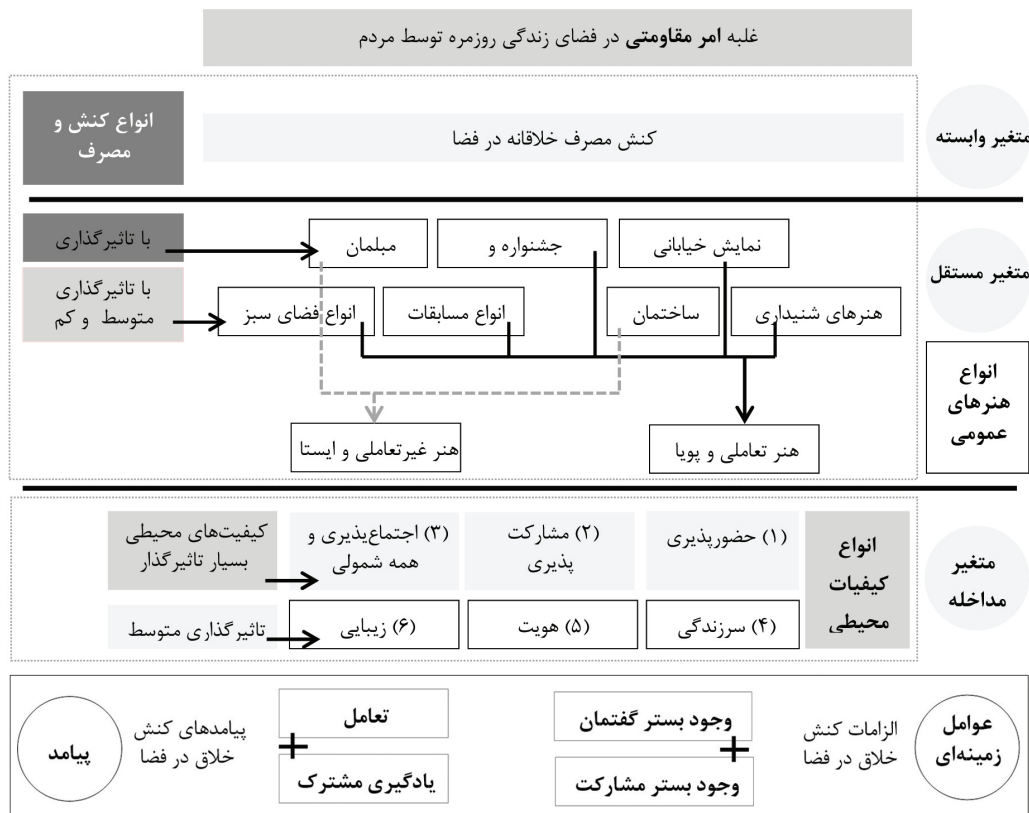 غلبه امر مقاومتی در فضای زندگی روزمره توسط مردم
متغیر وابسته
کنش مصرف خلاقانه در فضا
انواع کنش و
مصرف
متغیر مستقل
نمایش خیابانی
جشنواره و
مبلمان
با تاثیرگذاری
هنرهای شنیداری
ساختمان
انواع مسابقات
انواع فضای سبز
با تاثیرگذاری
متوسط و کم
انواع
هنرهای
عمومی
هنر تعاملی و پویا
هنر غیرتعاملی و ایستا
متغیر
مداخله
انواع
کیفیات
محیطی
(۱) حضورپذیری
(۲) مشارکت
پذیری
(۳) اجتماع‌پذیری و
همه شمولی
کیفیت‌های محیطی
بسیار تاثیرگذار
(۴) سرزندگی
(۵) هویت
(۶) زیبایی
تاثیرگذاری متوسط
عوامل
زمینه‌ای
الزامات کنش
خلاق در فضا
وجود بستر گفتمان
+
وجود بستر مشارکت
تعامل
+
یادگیری مشترک
پیامدهای کنش
خلاق در فضا
پیامد